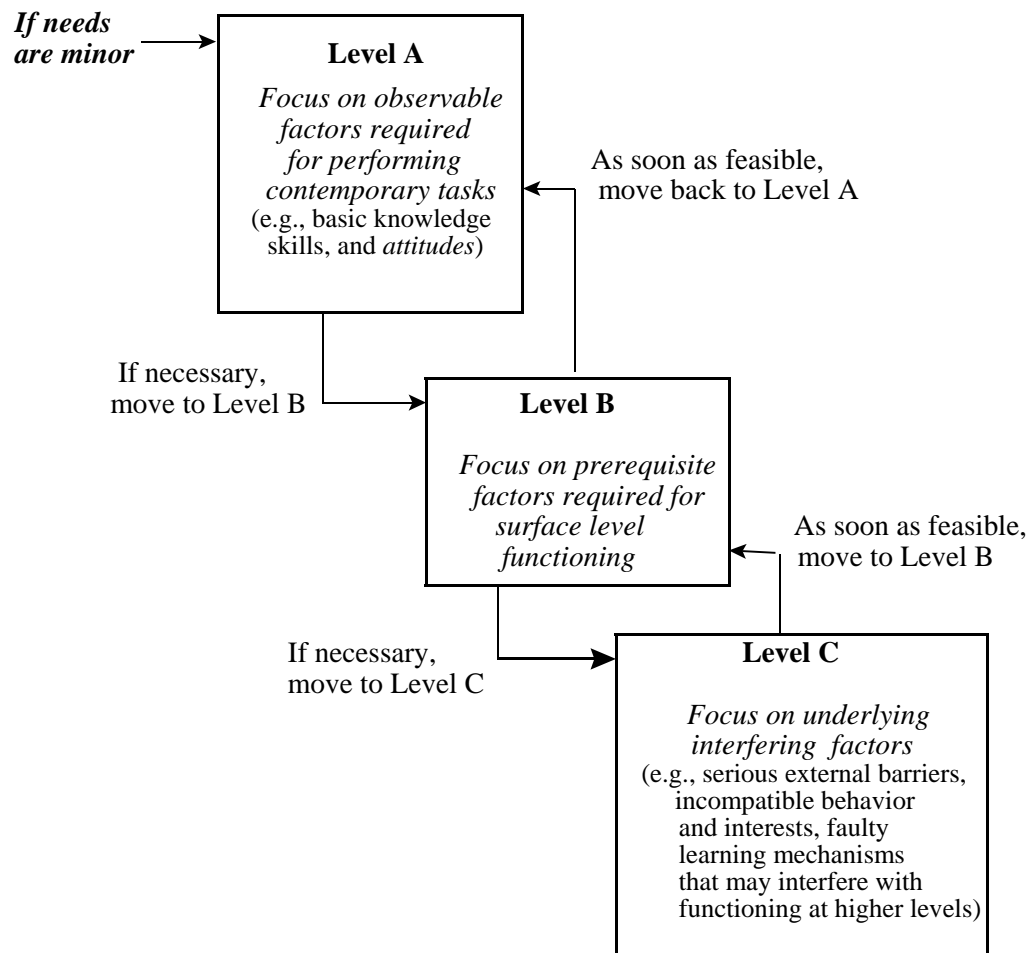 If needs
are minor
Level A
Focus on observable
factors required
for performing
contemporary tasks
(e.g., basic knowledge
skills, and attitudes)
As soon as feasible,
move back to Level A
If necessary,
move to Level B
Level B
Focus on prerequisite
factors required for
surface level
functioning
As soon as feasible,
move to Level B
If necessary,
move to Level C
Level C
Focus on underlying
interfering factors
(e.g., serious external barriers,
incompatible behavior
and interests, faulty
learning mechanisms
that may interfere with
functioning at higher levels)